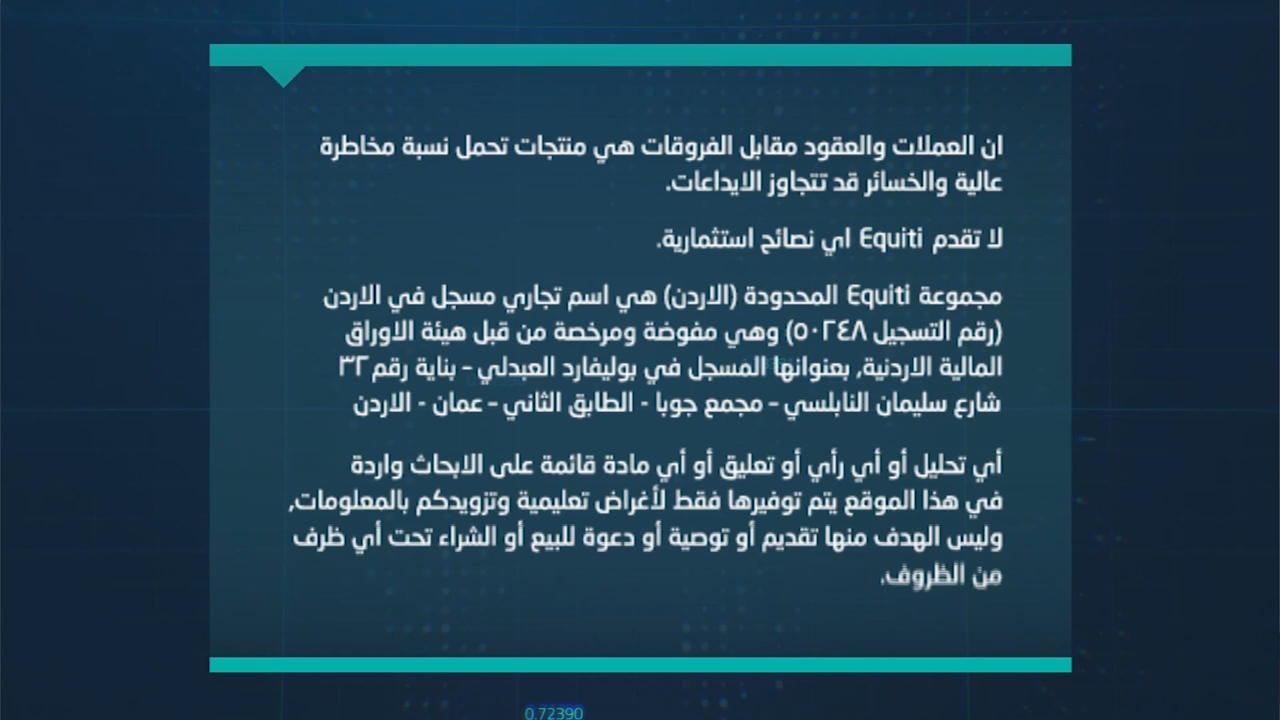 ان العملات والعقود مقابل الفروقات هي منتجات تحمل نسبة مخاطرة
عالية والخسائر قد تتجاوز الايداعات.
لا تقدم Equiti اي نصائح استثمارية.
مجموعة Equiti المحدودة (الاردن) هي اسم تجاري مسجل في الاردن
(رقم التسجيل ٥٠٢٤٨) وهي مفوضة ومرخصة من قبل هيئة الاوراق
المالية الاردنية, بعنوانها المسجل في بوليفارد العبدلي – بناية رقم ٣٢
شارع سليمان النابلسي – مجمع جوبا - الطابق الثاني – عمان - الاردن
أي تحليل أو أي رأي أو تعليق أو أي مادة قائمة على الابحاث واردة
في هذا الموقع يتم توفيرها فقط لأغراض تعليمية وتزويدكم بالمعلومات,
وليس الهدف منها تقديم أو توصية أو دعوة للبيع أو الشراء تحت أي ظرف
من الظروف.
0.72390